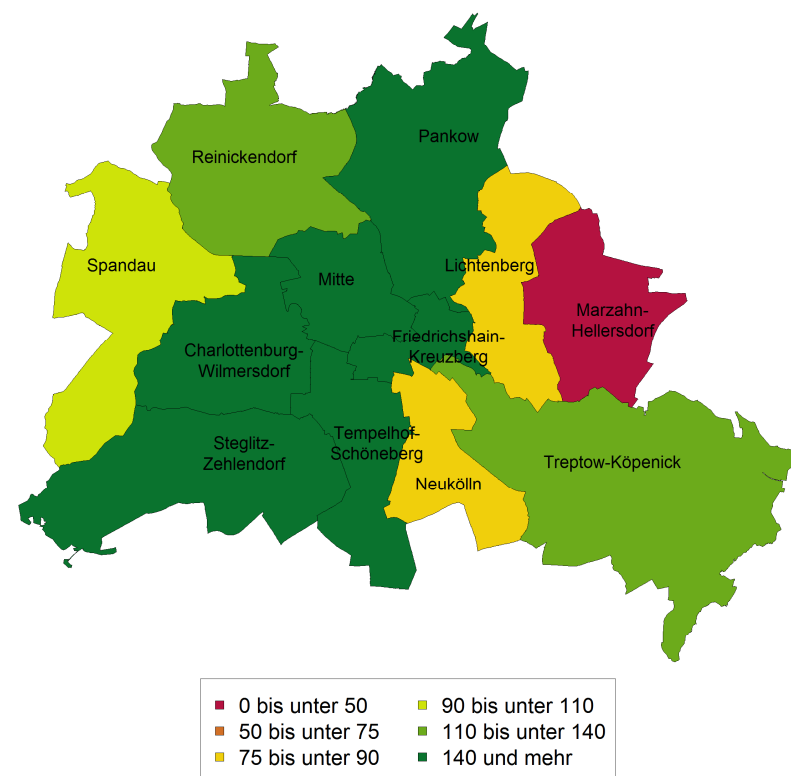 Pankow
Reinickendorf
Spandau
Mitte
Lichtenberg
Marzahn-
Hellersdorf
Friedrichshain-
Kreuzberg
Charlottenburg-
Wilmersdorf
Tempelhof-
Schöneberg
Steglitz-
Zehlendorf
Treptow-Köpenick
Neukölln
0 bis unter 50
50 bis unter 75
75 bis unter 90
90 bis unter 110
110 bis unter 140
140 und mehr